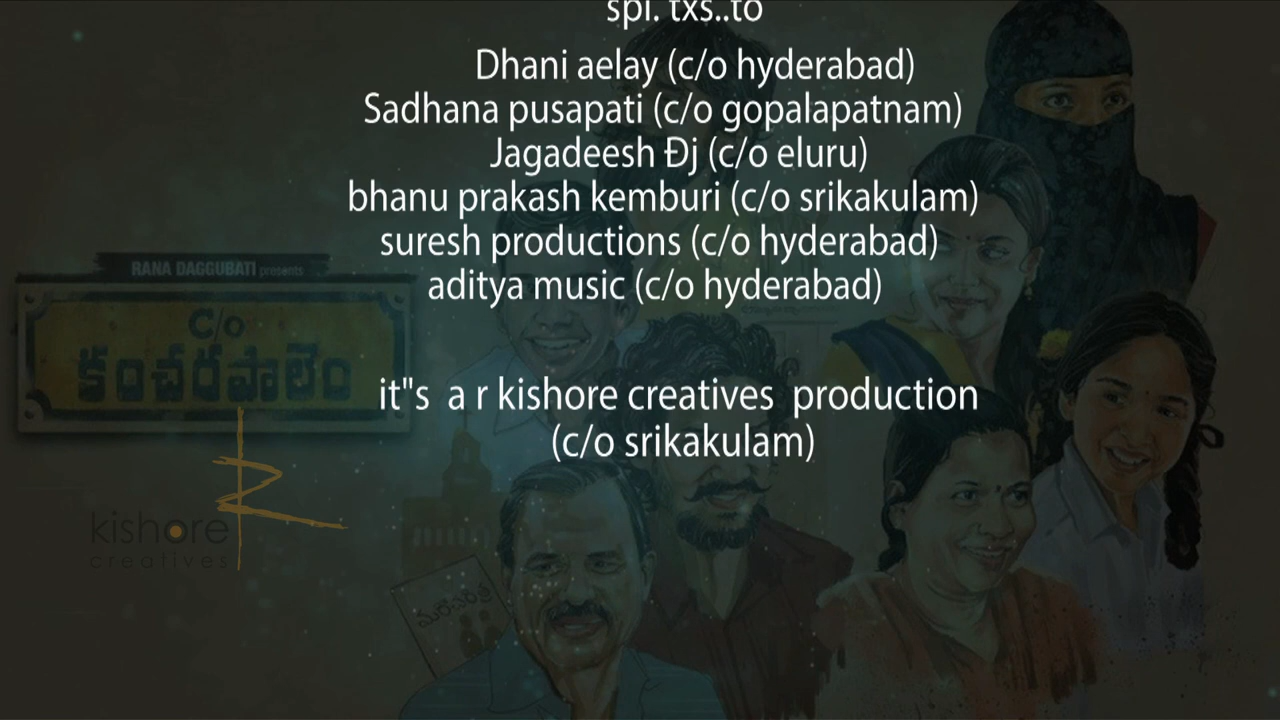 spl. txs..to
Dhani aelay (c/o hyderabad)
Sadhana pusapati (c/o gopalapatnam)
Jagadeesh Ðj (c/o eluru)
bhanu prakash kemburi (c/o srikakulam)
suresh productions (c/o hyderabad)
aditya music (c/o hyderabad)
RANA DAGGUBATI presents
C/o
కంచరపాలెం
it"s a r kishore creatives production
(c/o srikakulam)
R
kishore
creatives